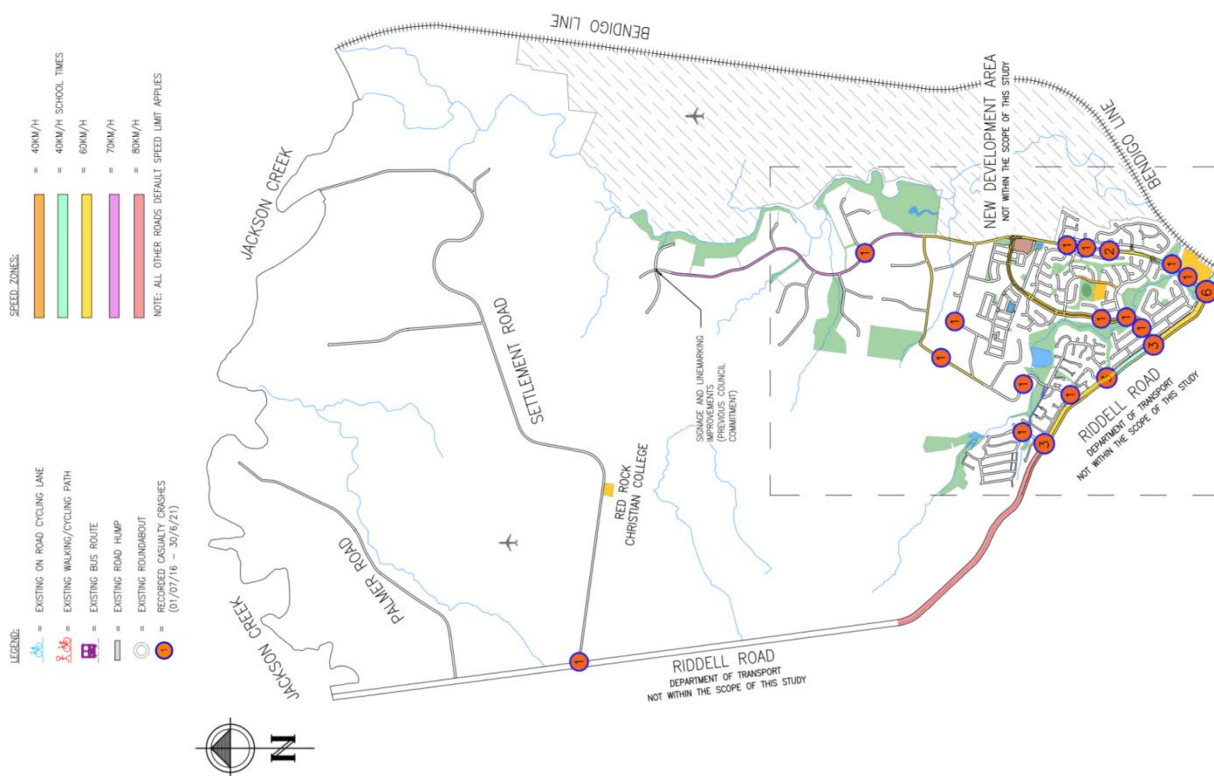 LEGEND:
= EXISTING ON ROAD CYCLING LANE
= EXISTING WALKING/CYCLING PATH
= EXISTING BUS ROUTE
= EXISTING ROAD HUMP
= EXISTING ROUNDABOUT
1 = RECORDED CASUALTY CRASHES
(01/07/16 - 30/6/21)
SPEED ZONES:
= 40KM/H
= 40KM/H SCHOOL TIMES
= 60KM/H
= 70KM/H
= 80KM/H
NOTE: ALL OTHER ROADS DEFAULT SPEED LIMIT APPLIES
N
JACKSON CREEK
JACKSON CREEK
PALMER ROAD
SETTLEMENT ROAD
RED ROCK
CHRISTIAN COLLEGE
RIDDELL ROAD
DEPARTMENT OF TRANSPORT
NOT WITHIN THE SCOPE OF THIS STUDY
SIGNAGE AND LINEMARKING
IMPROVEMENTS
(PREVIOUS COUNCIL
COMMITMENT)
BENDIGO LINE
NEW DEVELOPMENT AREA
NOT WITHIN THE SCOPE OF THIS STUDY
BENDIGO LINE
RIDDELL ROAD
DEPARTMENT OF TRANSPORT
NOT WITHIN THE SCOPE OF THIS STUDY
1
1
1
1
1
1
3
1
3
3
1
1
1
1
1
2
1
1
6